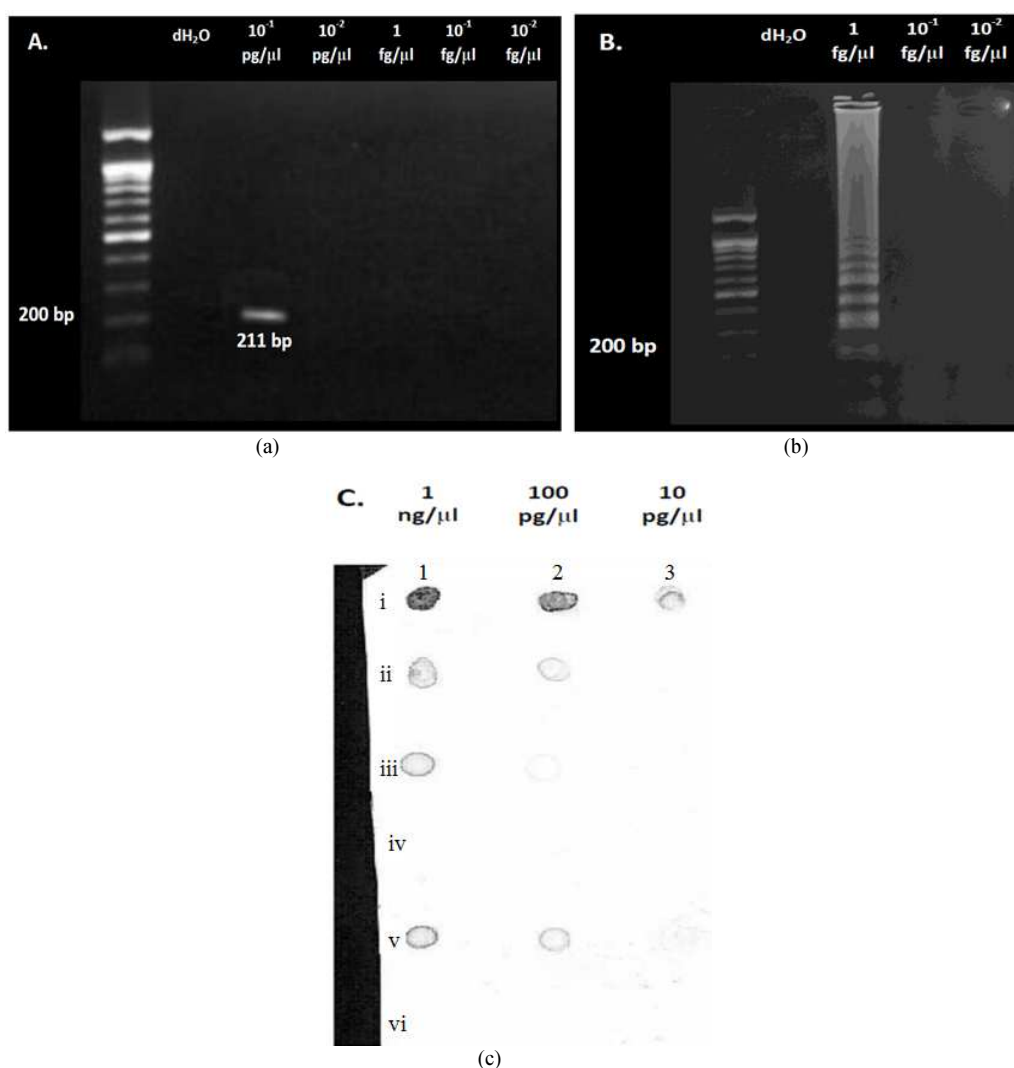 A.
dH₂O 10⁻¹ pg/µl 10⁻² pg/µl 1 fg/µl 10⁻¹ fg/µl 10⁻² fg/µl
200 bp
211 bp
(a)
B.
dH₂O 1 fg/µl 10⁻¹ fg/µl 10⁻² fg/µl
200 bp
(b)
C.
1 ng/µl 100 pg/µl 10 pg/µl
1 2 3
i
ii
iii
iv
v
vi
(c)